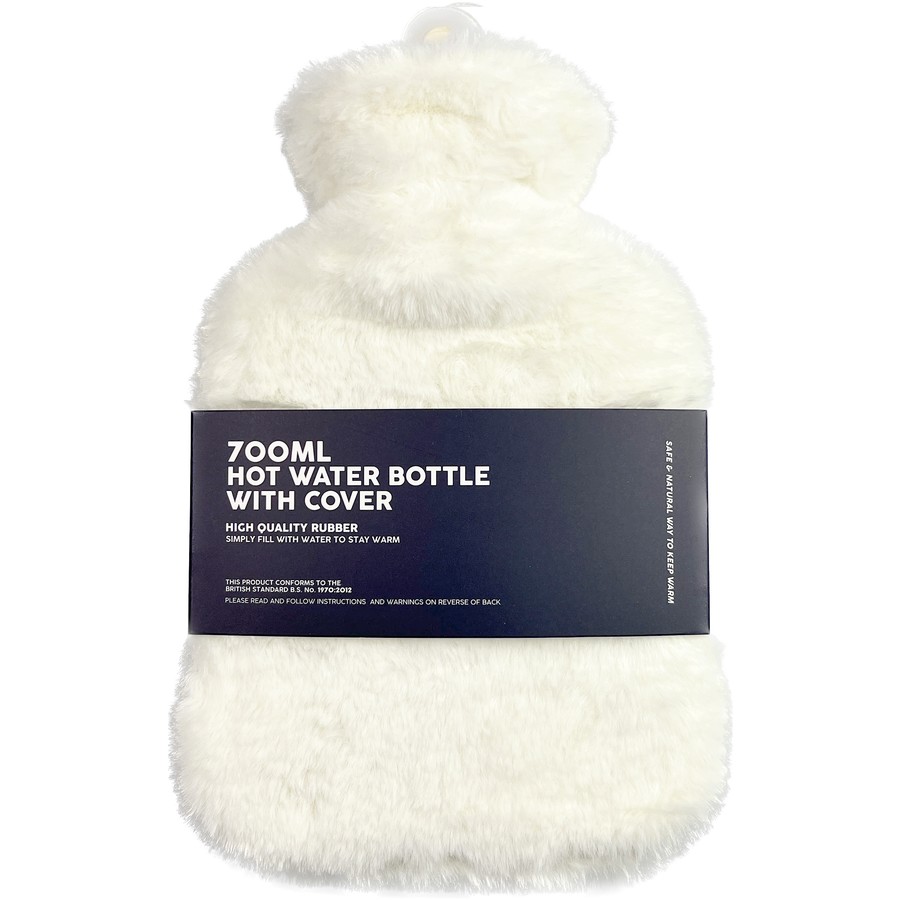 700ML
HOT WATER BOTTLE
WITH COVER
HIGH QUALITY RUBBER
SIMPLY FILL WITH WATER TO STAY WARM
THIS PRODUCT CONFORMS TO THE
BRITISH STANDARD B.S. No. 1970:2012
PLEASE READ AND FOLLOW INSTRUCTIONS AND WARNINGS ON REVERSE OF BACK
SAFE & NATURAL WAY TO KEEP WARM